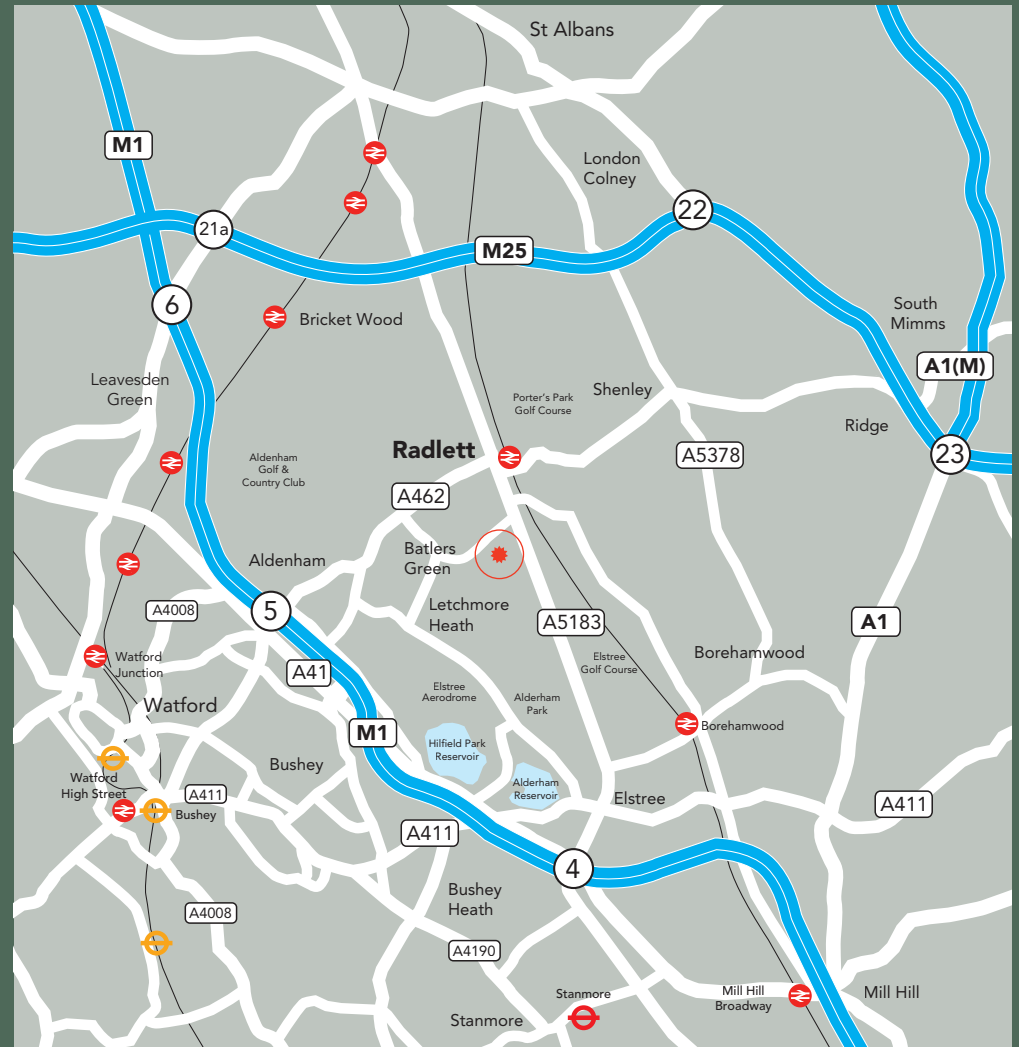 St Albans
M1
London
Colney
22
21a
M25
6
South
Mimms
Bricket Wood
A1(M)
Leavesden
Green
Shenley
Porter's Park
Golf Course
Ridge
Radlett
A5378
23
Aldenham
Golf &
Country Club
A462
Batlers
Green
Aldenham
A4008
5
Letchmore
Heath
A5183
A1
Watford
Junction
A41
Elstree
Golf Course
Borehamwood
Elstree
Aerodrome
Alderham
Park
Watford
M1
Borehamwood
Hilfield Park
Reservoir
Bushey
Watford
High Street
Alderham
Reservoir
A411
Elstree
A411
Bushey
A411
4
Bushey
Heath
A4008
A4190
Stanmore
Mill Hill
Broadway
Mill Hill
Stanmore